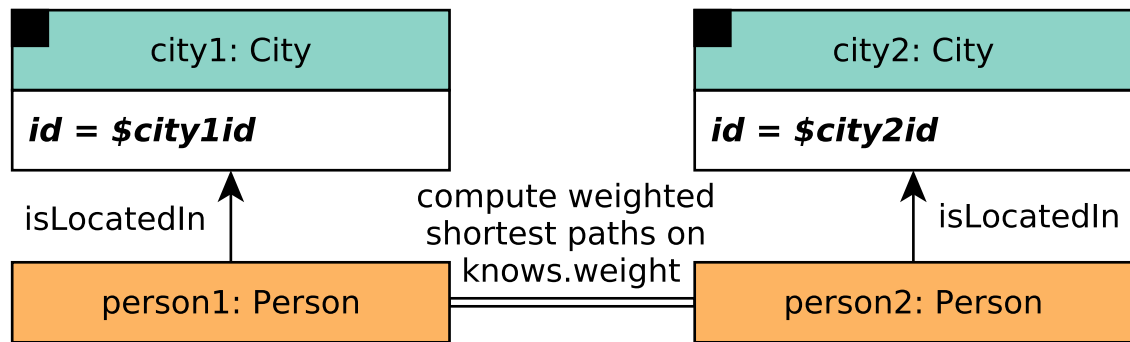 city1: City
city2: City
id = $city1id
id = $city2id
isLocatedIn
compute weighted
shortest paths on
knows.weight
isLocatedIn
person1: Person
person2: Person